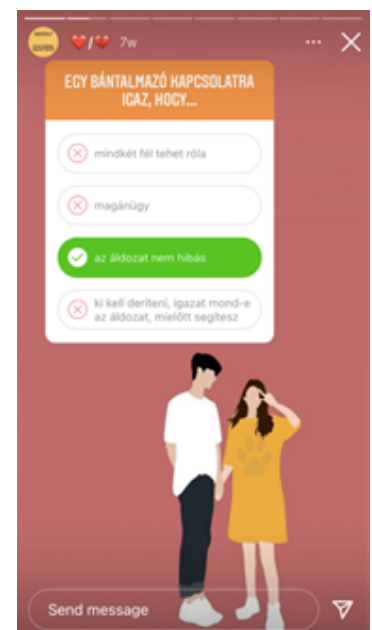 ❤️/❤️ 7w
EGY BÁNTALMAZÓ KAPCSOLATRA
IGAZ, HOGY...
mindkét fél tehet róla
magánügy
az áldozat nem hibás
ki kell deríteni, igazat mond-e
az áldozat, mielőtt segítesz
Send message